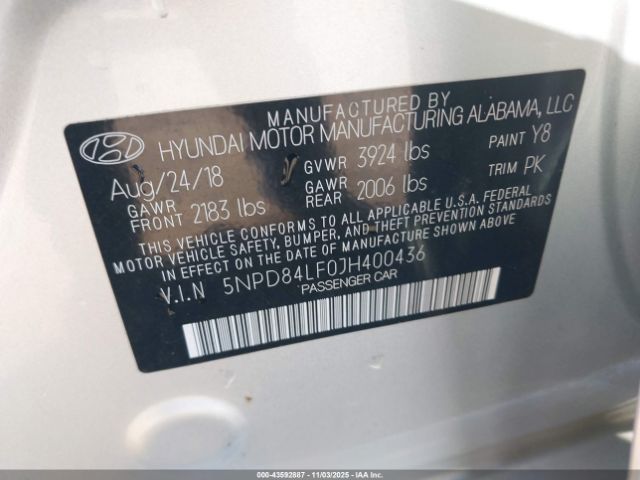 MANUFACTURED BY
HYUNDAI MOTOR MANUFACTURING ALABAMA, LLC
Aug/24/18 GVWR 3924 lbs PAINT Y8
GAWR FRONT 2183 lbs GAWR REAR 2006 lbs TRIM PK
THIS VEHICLE CONFORMS TO ALL APPLICABLE U.S.A. FEDERAL
MOTOR VEHICLE SAFETY, BUMPER, AND THEFT PREVENTION STANDARDS
IN EFFECT ON THE DATE OF MANUFACTURE SHOWN ABOVE.
V.I.N 5NPD84LF0JH400436
PASSENGER CAR
000-43592887 - 11/03/2025 - IAA, Inc.